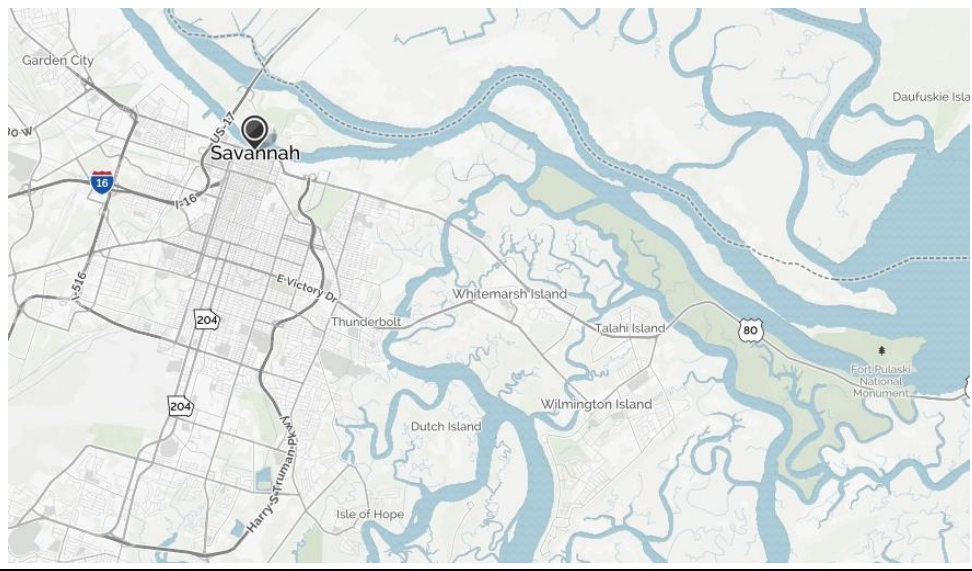 Garden City
Daufuskie Isla
80 W
US-17
Savannah
16
I-16
I-516
E-Victory Dr
Whitemarsh Island
204
Thunderbolt
Talahi Island
80
Fort Pulaski
National
Monument
204
Wilmington Island
Dutch Island
Harry-S-Truman-Pkwy
Isle of Hope